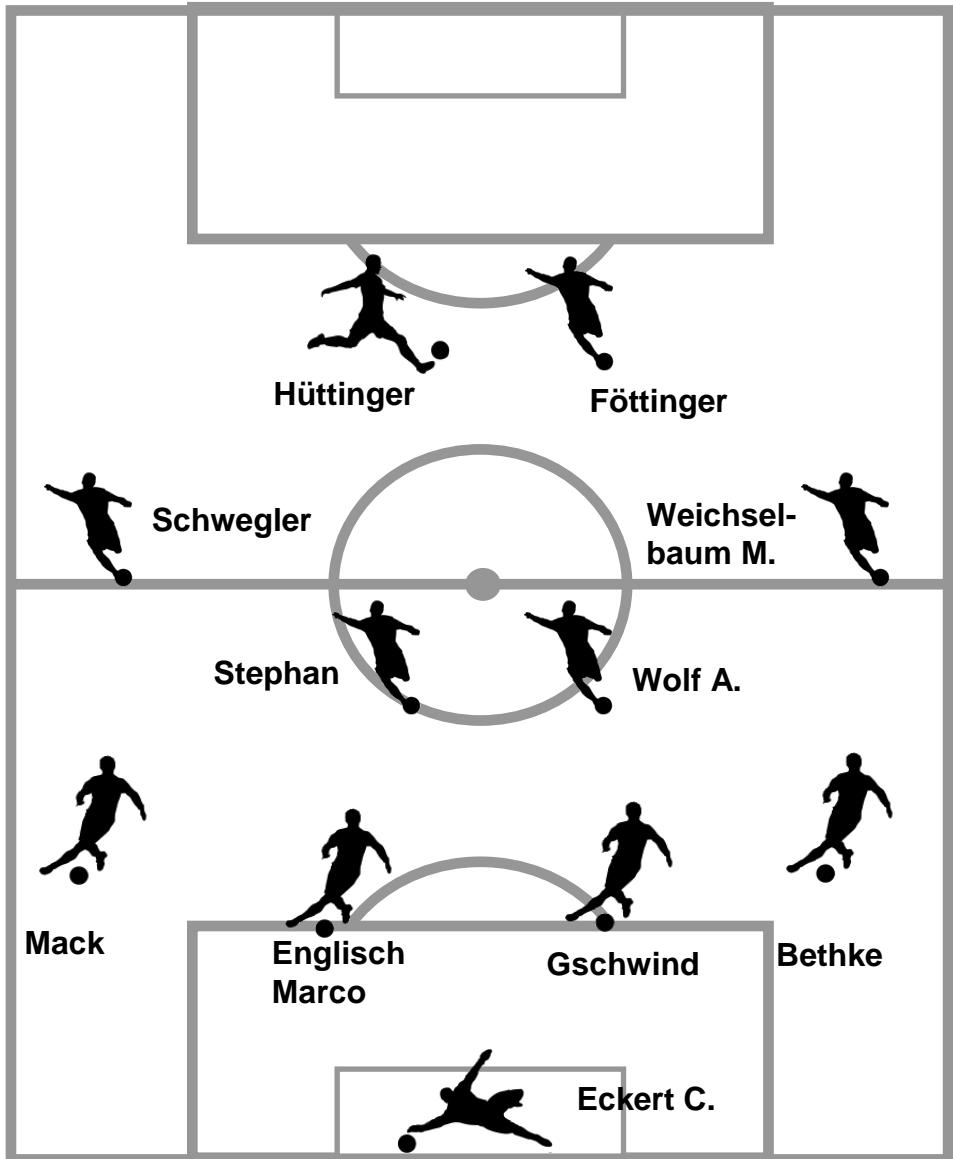 Hüttinger
Föttinger
Schwegler
Weichsel-
baum M.
Stephan
Wolf A.
Mack
Englisch
Marco
Gschwind
Bethke
Eckert C.